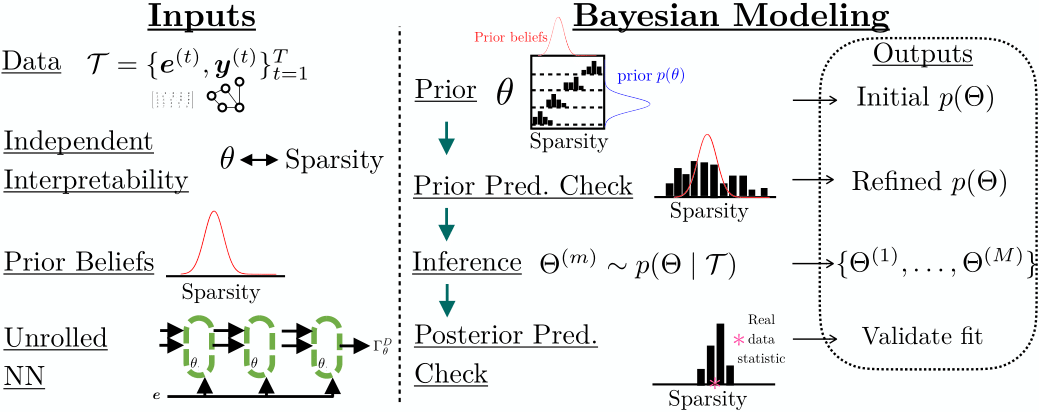 Inputs
Data 𝒯 = {e^(t), y^(t)}_{t=1}^T
Independent
Interpretability
θ ↔ Sparsity
Prior Beliefs
Sparsity
Unrolled
NN
θ.
θ
θ.
Γ_θ^D
e
Bayesian Modeling
Prior θ
Prior beliefs
prior p(θ)
Sparsity
Prior Pred. Check
Sparsity
Inference Θ^(m) ∼ p(Θ | 𝒯)
Posterior Pred.
Check
Real
* data
statistic
*
Sparsity
Outputs
Initial p(Θ)
Refined p(Θ)
{Θ^(1), . . . , Θ^(M)}
Validate fit